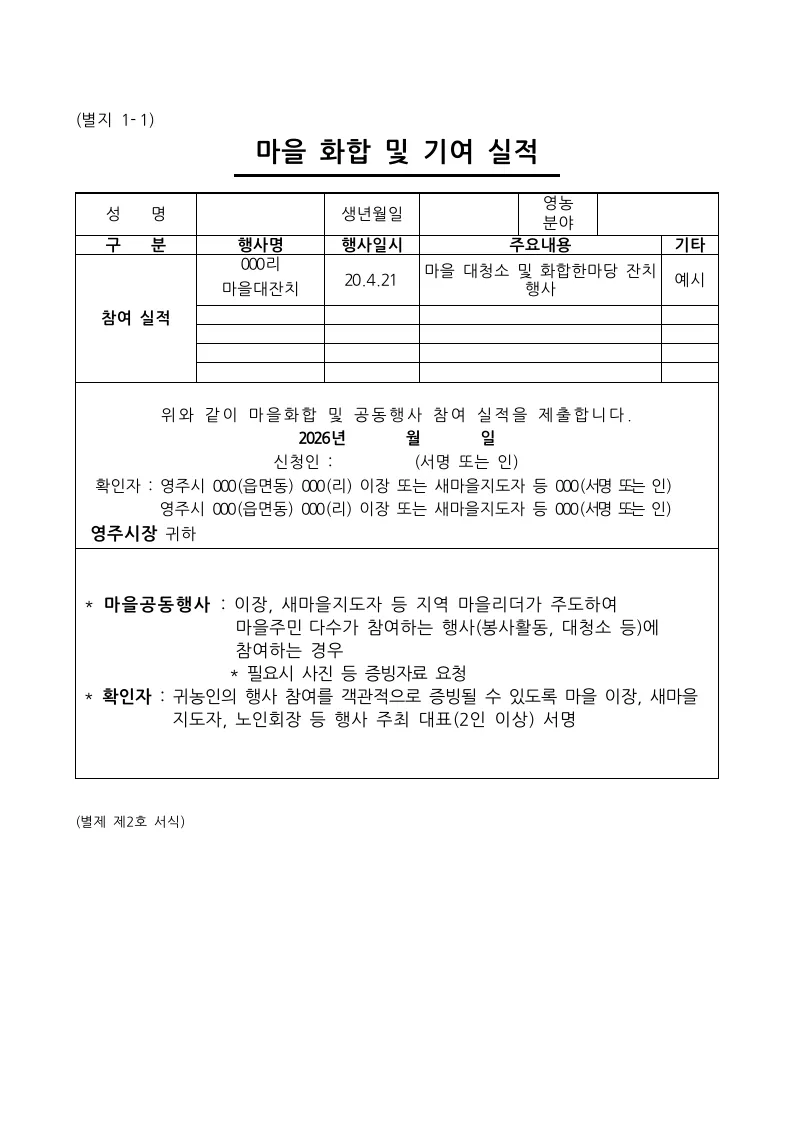 (별지 1-1)
마을 화합 및 기여 실적
성 명 생년월일 영농
분야
구 분 행사명 행사일시 주요내용 기타
참여 실적
000리
마을대잔치
20.4.21
마을 대청소 및 화합한마당 잔치
행사
예시
위와 같이 마을화합 및 공동행사 참여 실적을 제출합니다.
2026년 월 일
신청인 : (서명 또는 인)
확인자 : 영주시 000(읍면동) 000(리) 이장 또는 새마을지도자 등 000(서명 또는 인)
영주시 000(읍면동) 000(리) 이장 또는 새마을지도자 등 000(서명 또는 인)
영주시장 귀하
* 마을공동행사 : 이장, 새마을지도자 등 지역 마을리더가 주도하여
마을주민 다수가 참여하는 행사(봉사활동, 대청소 등)에
참여하는 경우
* 필요시 사진 등 증빙자료 요청
* 확인자 : 귀농인의 행사 참여를 객관적으로 증빙될 수 있도록 마을 이장, 새마을
지도자, 노인회장 등 행사 주최 대표(2인 이상) 서명
(별제 제2호 서식)